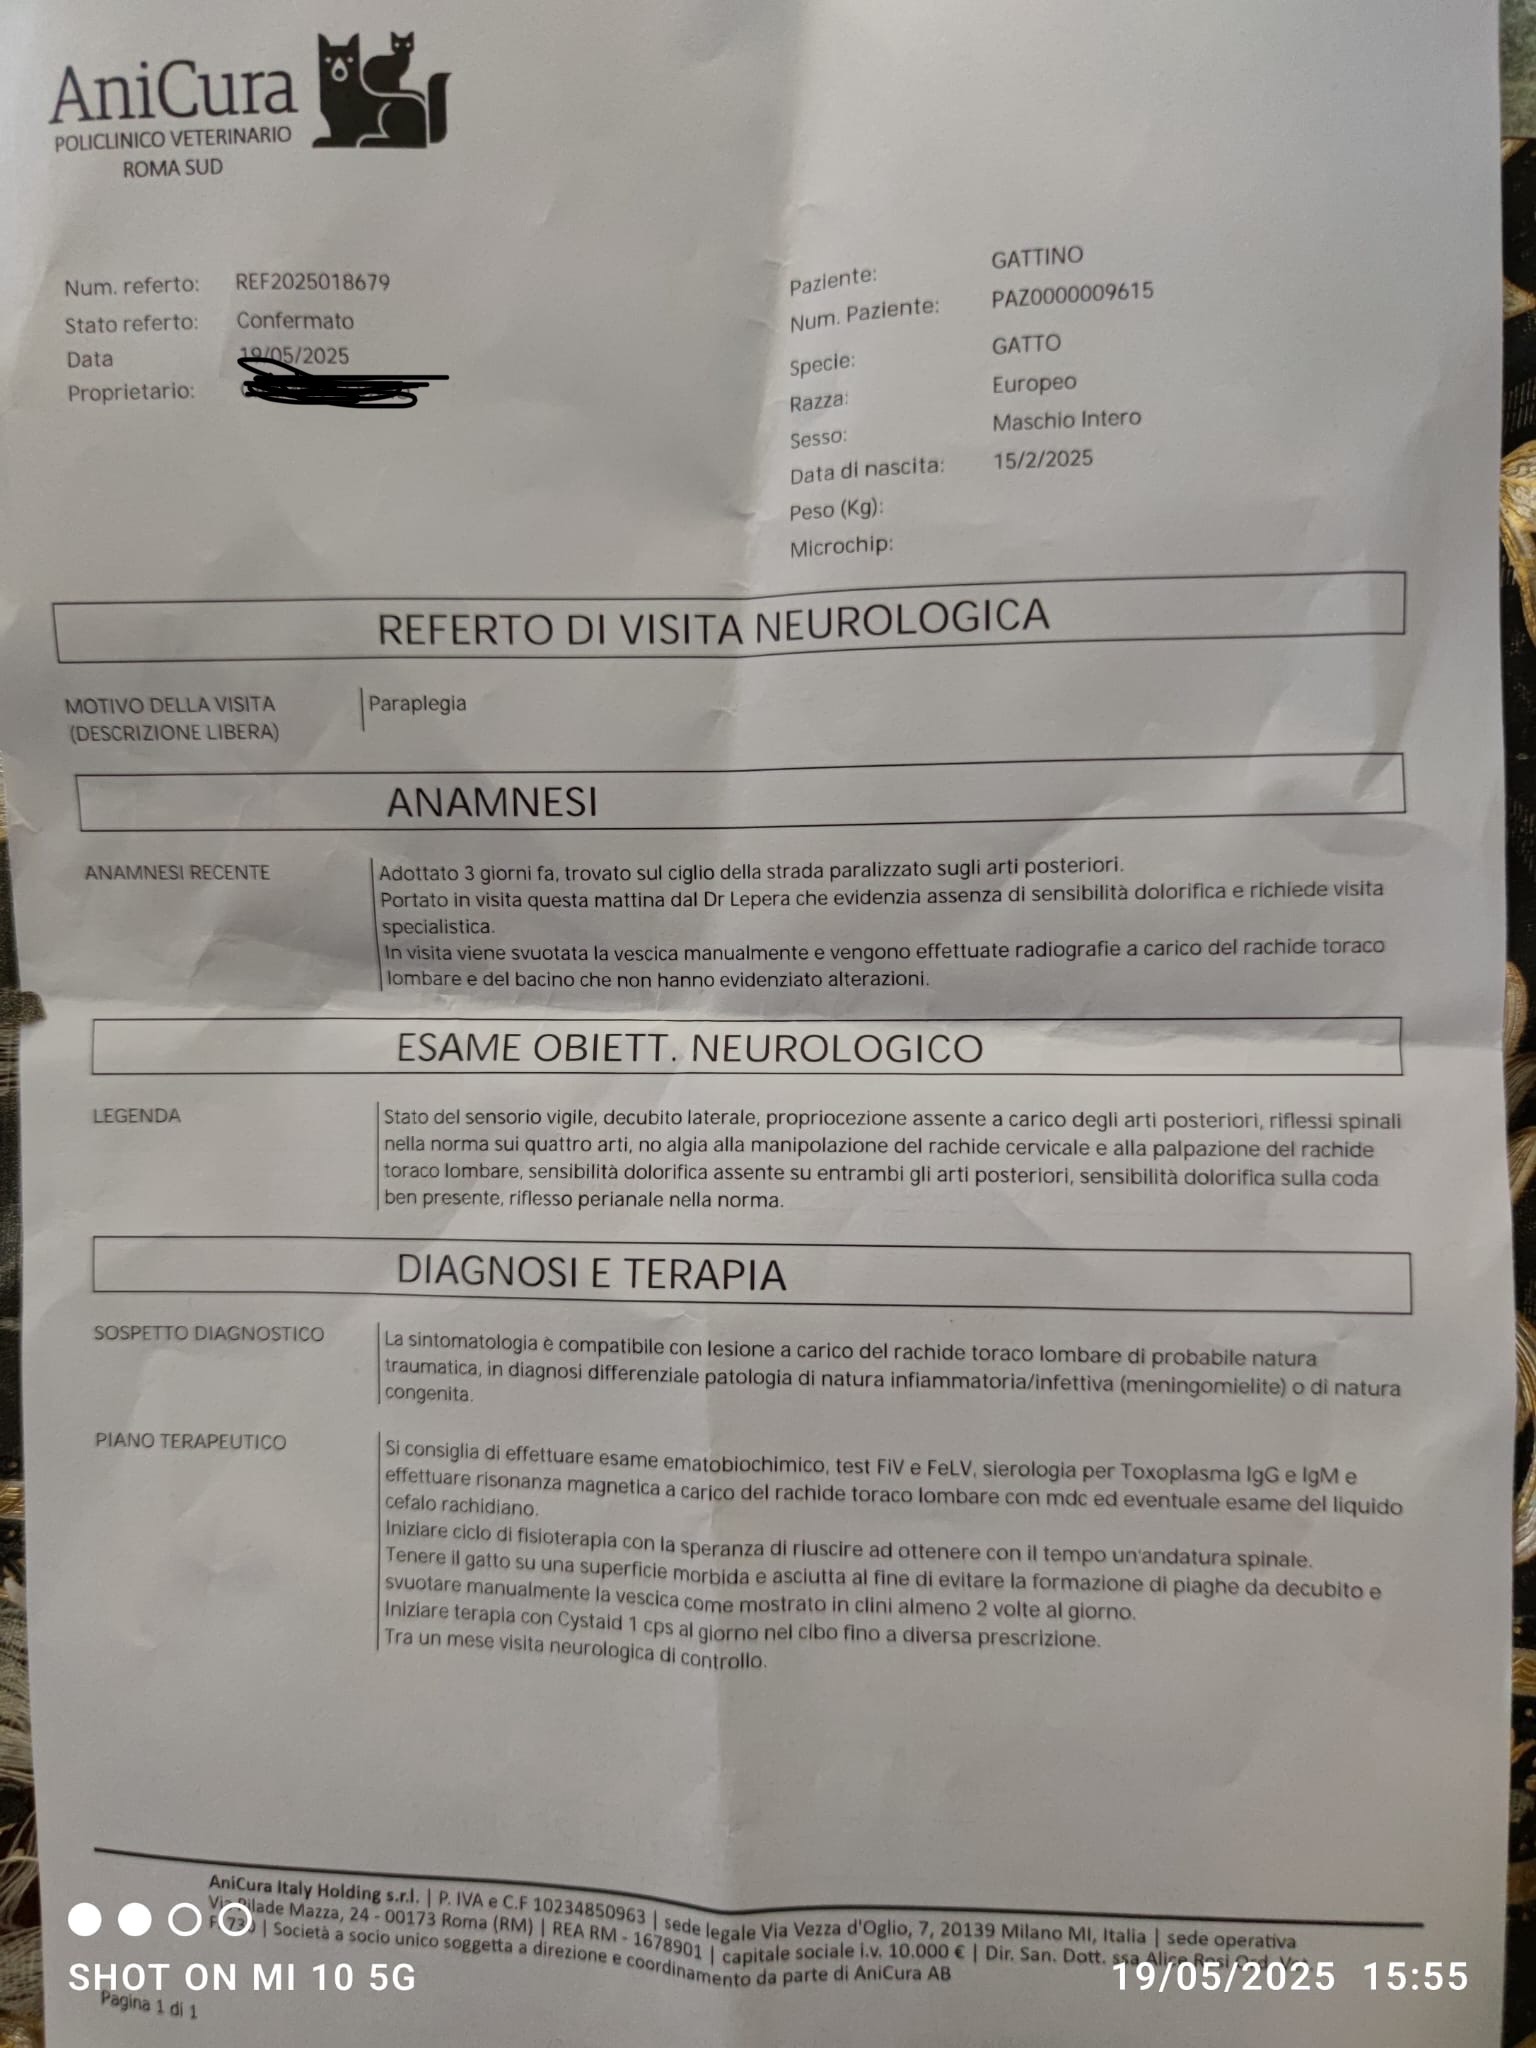 AniCura
POLICLINICO VETERINARIO
ROMA SUD
Num. referto: REF2025018679
Stato referto: Confermato
Data 19/05/2025
Proprietario:
Paziente: GATTINO
Num. Paziente: PAZ0000009615
Specie: GATTO
Razza: Europeo
Sesso: Maschio Intero
Data di nascita: 15/2/2025
Peso (Kg):
Microchip:
REFERTO DI VISITA NEUROLOGICA
MOTIVO DELLA VISITA
(DESCRIZIONE LIBERA)
Paraplegia
ANAMNESI
ANAMNESI RECENTE
Adottato 3 giorni fa, trovato sul ciglio della strada paralizzato sugli arti posteriori.
Portato in visita questa mattina dal Dr Lepera che evidenzia assenza di sensibilità dolorifica e richiede visita
specialistica.
In visita viene svuotata la vescica manualmente e vengono effettuate radiografie a carico del rachide toraco
lombare e del bacino che non hanno evidenziato alterazioni.
ESAME OBIETT. NEUROLOGICO
LEGENDA
Stato del sensorio vigile, decubito laterale, propriocezione assente a carico degli arti posteriori, riflessi spinali
nella norma sui quattro arti, no algia alla manipolazione del rachide cervicale e alla palpazione del rachide
toraco lombare, sensibilità dolorifica assente su entrambi gli arti posteriori, sensibilità dolorifica sulla coda
ben presente, riflesso perianale nella norma.
DIAGNOSI E TERAPIA
SOSPETTO DIAGNOSTICO
La sintomatologia è compatibile con lesione a carico del rachide toraco lombare di probabile natura
traumatica, in diagnosi differenziale patologia di natura infiammatoria/infettiva (meningomielite) o di natura
congenita.
PIANO TERAPEUTICO
Si consiglia di effettuare esame ematobiochimico, test FiV e FeLV, sierologia per Toxoplasma IgG e IgM e
effettuare risonanza magnetica a carico del rachide toraco lombare con mdc ed eventuale esame del liquido
cefalo rachidiano.
Iniziare ciclo di fisioterapia con la speranza di riuscire ad ottenere con il tempo un'andatura spinale.
Tenere il gatto su una superficie morbida e asciutta al fine di evitare la formazione di piaghe da decubito e
svuotare manualmente la vescica come mostrato in clini almeno 2 volte al giorno.
Iniziare terapia con Cystaid 1 cps al giorno nel cibo fino a diversa prescrizione.
Tra un mese visita neurologica di controllo.
AniCura Italy Holding s.r.l. | P. IVA e C.F 10234850963 | sede legale Via Vezza d'Oglio, 7, 20139 Milano MI, Italia | sede operativa
Via Pilade Mazza, 24 - 00173 Roma (RM) | REA RM - 1678901 | capitale sociale i.v. 10.000 € | Dir. San. Dott. ssa Alice
| Società a socio unico soggetta a direzione e coordinamento da parte di AniCura AB
Pagina 1 di 1
SHOT ON MI 10 5G
19/05/2025 15:55